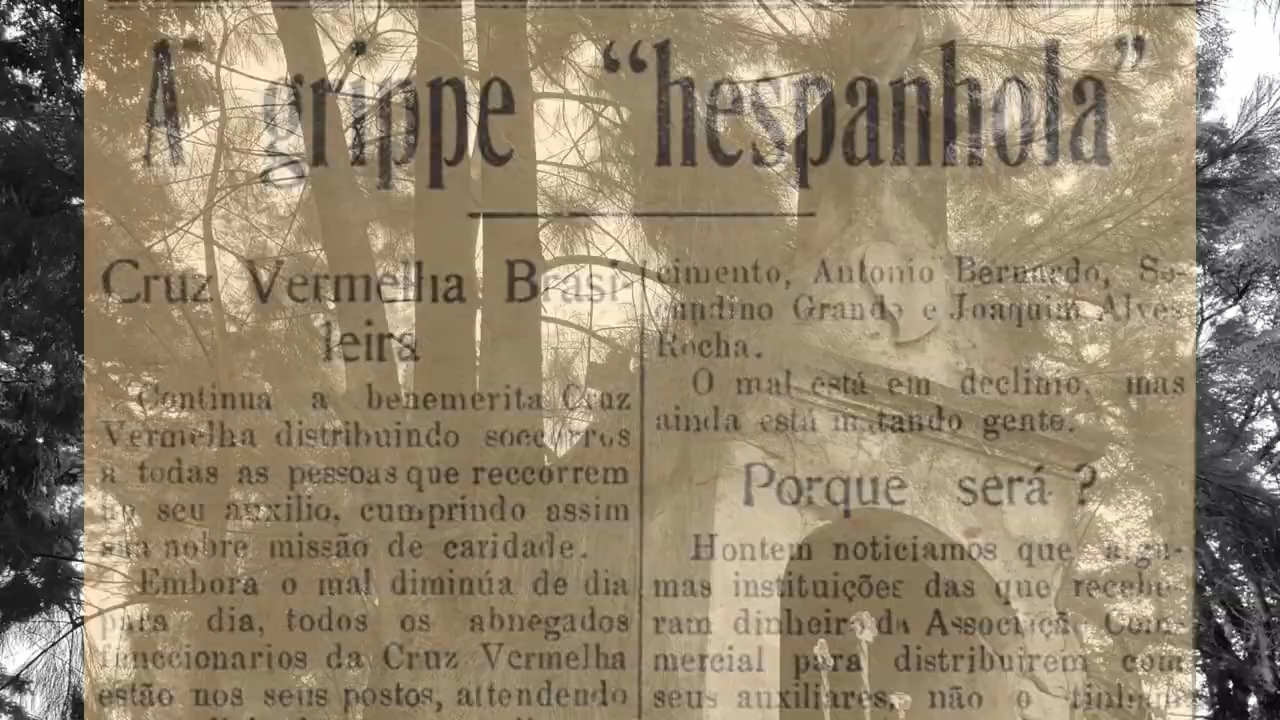 A grippe “hespanhola”
Cruz Vermelha Brasi-
leira
Continua a benemerita Cruz
Vermelha distribuindo soccorros
a todas as pessoas que reccorrem
ao seu auxilio, cumprindo assim
sua nobre missão de caridade.
Embora o mal diminúa de dia
para dia, todos os abnegados
funccionarios da Cruz Vermelha
estão nos seus postos, attendendo
cimento, Antonio Bernardo, Se-
cundino Grande e Joaquim Alves
Rocha.
O mal está em declinio, mas
ainda está matando gente.
Porque será ?
Hontem noticiamos que algu-
mas instituições das que recebe-
ram dinheiro da Associaçã Com-
mercial para distribuirem com
seus auxiliares, não o tinham